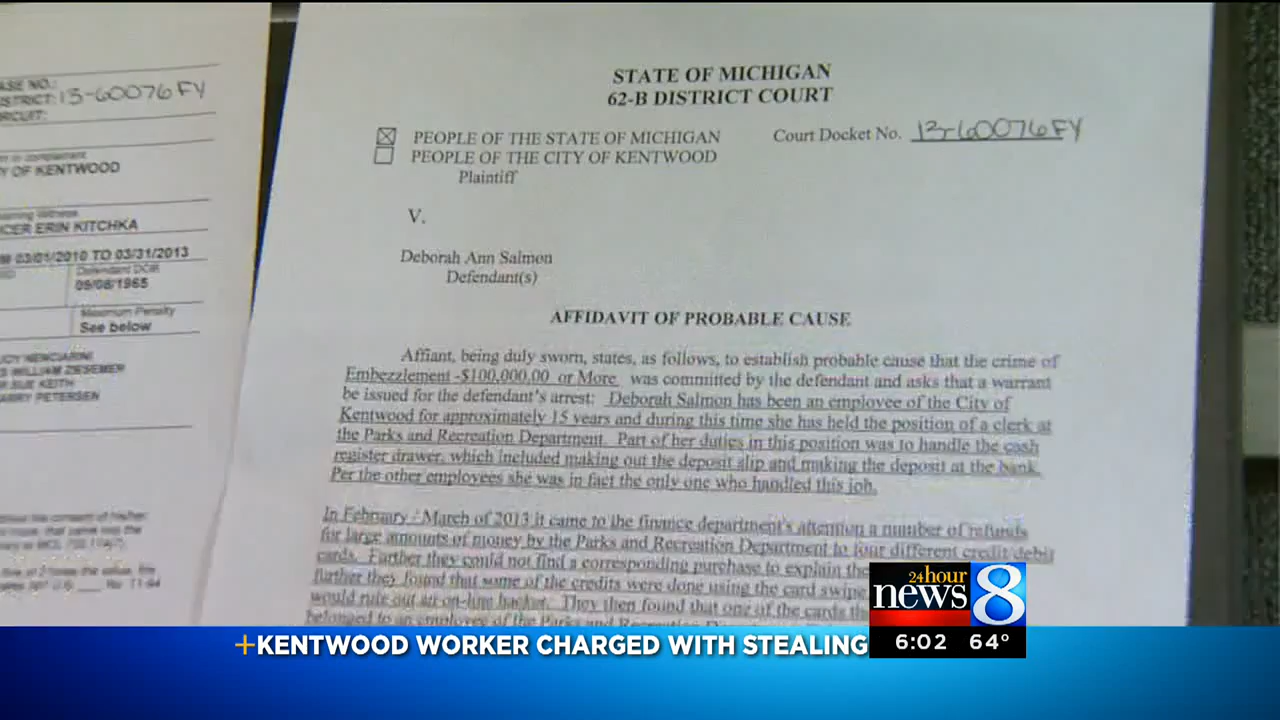 ASE NO.:
ISTRICT: 13-60076 FY
RCUIT:
Y OF KENTWOOD
CER ERIN KITCHKA
03/01/2010 TO 03/31/2013
Defendant DOB
09/08/1965
Maximum Penalty
See below
WILLIAM ZIESEMER
SUE KEITH
ARRY PETERSEN
STATE OF MICHIGAN
62-B DISTRICT COURT
PEOPLE OF THE STATE OF MICHIGAN Court Docket No. 13-60076 FY
PEOPLE OF THE CITY OF KENTWOOD
Plaintiff
V.
Deborah Ann Salmon
Defendant(s)
AFFIDAVIT OF PROBABLE CAUSE
Affiant, being duly sworn, states, as follows, to establish probable cause that the crime of
Embezzlement -$100,000.00 or More was committed by the defendant and asks that a warrant
be issued for the defendant's arrest: Deborah Salmon has been an employee of the City of
Kentwood for approximately 15 years and during this time she has held the position of a clerk at
the Parks and Recreation Department. Part of her duties in this position was to handle the cash
register drawer, which included making out the deposit slip and making the deposit at the bank.
Per the other employees she was in fact the only one who handled this job.
In February - March of 2013 it came to the finance department's attention a number of refunds
for large amounts of money by the Parks and Recreation Department to four different credit/debit
cards. Further they could not find a corresponding purchase to explain the
further they found that some of the credits were done using the card swipe
would rule out an on-line hacker. They then found that one of the cards
belonged to an employee of the Parks and Recreation
+KENTWOOD WORKER CHARGED WITH STEALING
24 hour
news 8
6:02 64°